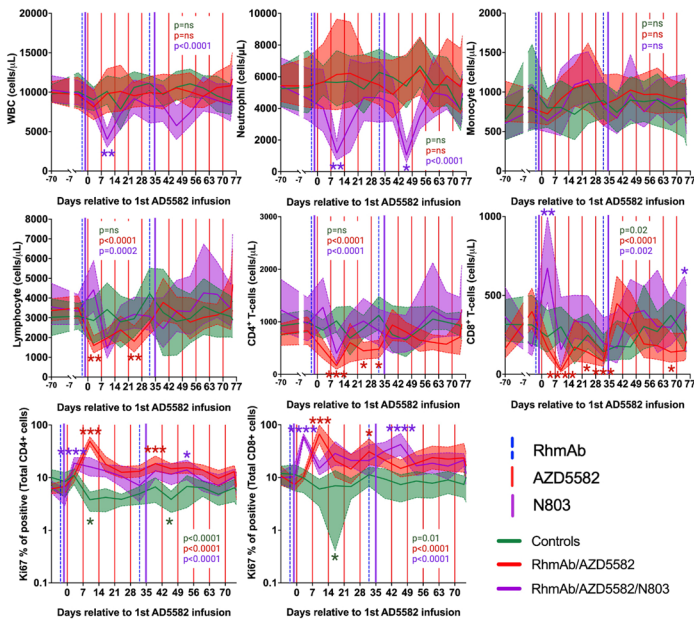 WBC (cells/µL)
20000
15000
10000
5000
0
p=ns
p=ns
p<0.0001
**
-70 -7 0 7 14 21 28 35 42 49 56 63 70 77
Days relative to 1st AD5582 infusion
Neutrophil (cells/µL)
10000
8000
6000
4000
2000
0
p=ns
p=ns
p<0.0001
** *
-70 -7 0 7 14 21 28 35 42 49 56 63 70 77
Days relative to 1st AD5582 infusion
Monocyte (cells/µL)
2000
1500
1000
500
0
p=ns
p=ns
p=ns
-70 -7 0 7 14 21 28 35 42 49 56 63 70 77
Days relative to 1st AD5582 infusion
Lymphocyte (cells/µL)
8000
7000
6000
5000
4000
3000
2000
1000
0
p=ns
p<0.0001
p=0.0002
** **
-70 -7 0 7 14 21 28 35 42 49 56 63 70 77
Days relative to 1st AD5582 infusion
CD4⁺ T-cells (cells/µL)
3000
2000
1000
0
p=ns
p<0.0001
p<0.0001
*** * *
-70 -7 0 7 14 21 28 35 42 49 56 63 70 77
Days relative to 1st AD5582 infusion
CD8⁺ T-cells (cells/µL)
1000
500
0
**
p=0.02
p<0.0001
p=0.002
*
**** * *** *
-70 -7 0 7 14 21 28 35 42 49 56 63 70 77
Days relative to 1st AD5582 infusion
Ki67 % of positive (Total CD4+ cells)
100
10
1
0.1
**** *** *** *
* *
p<0.0001
p<0.0001
p<0.0001
0 7 14 21 28 35 42 49 56 63 70
Days relative to 1st AD5582 infusion
Ki67 % of positive (Total CD8+ cells)
100
10
1
0.1
**** *** * ****
*
p=0.01
p<0.0001
p<0.0001
0 7 14 21 28 35 42 49 56 63 70
Days relative to 1st AD5582 infusion
RhmAb
AZD5582
N803
Controls
RhmAb/AZD5582
RhmAb/AZD5582/N803